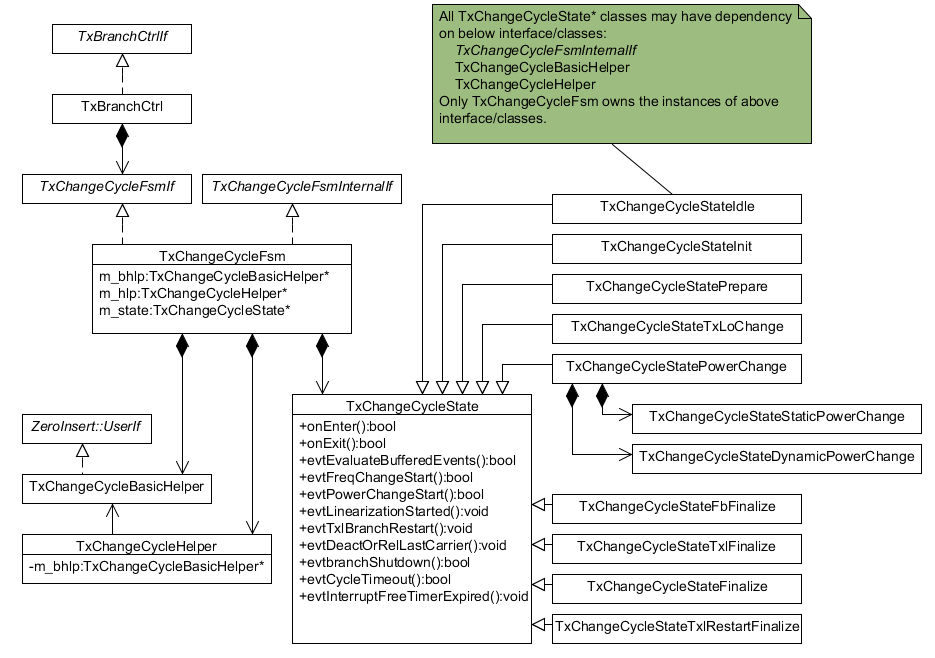 All TxChangeCycleState* classes may have dependency
on below interface/classes:
TxChangeCycleFsmInternalIf
TxChangeCycleBasicHelper
TxChangeCycleHelper
Only TxChangeCycleFsm owns the instances of above
interface/classes.
TxBranchCtrlIf
TxBranchCtrl
TxChangeCycleFsmIf
TxChangeCycleFsmInternalIf
TxChangeCycleFsm
m_bhlp:TxChangeCycleBasicHelper*
m_hlp:TxChangeCycleHelper*
m_state:TxChangeCycleState*
ZeroInsert::UserIf
TxChangeCycleBasicHelper
TxChangeCycleHelper
-m_bhlp:TxChangeCycleBasicHelper*
TxChangeCycleState
+onEnter():bool
+onExit():bool
+evtEvaluateBufferedEvents():bool
+evtFreqChangeStart():bool
+evtPowerChangeStart():bool
+evtLinearizationStarted():void
+evtTxlBranchRestart():void
+evtDeactOrRelLastCarrier():void
+evtbranchShutdown():bool
+evtCycleTimeout():bool
+evtInterruptFreeTimerExpired():void
TxChangeCycleStateIdle
TxChangeCycleStateInit
TxChangeCycleStatePrepare
TxChangeCycleStateTxLoChange
TxChangeCycleStatePowerChange
TxChangeCycleStateStaticPowerChange
TxChangeCycleStateDynamicPowerChange
TxChangeCycleStateFbFinalize
TxChangeCycleStateTxlFinalize
TxChangeCycleStateFinalize
TxChangeCycleStateTxlRestartFinalize